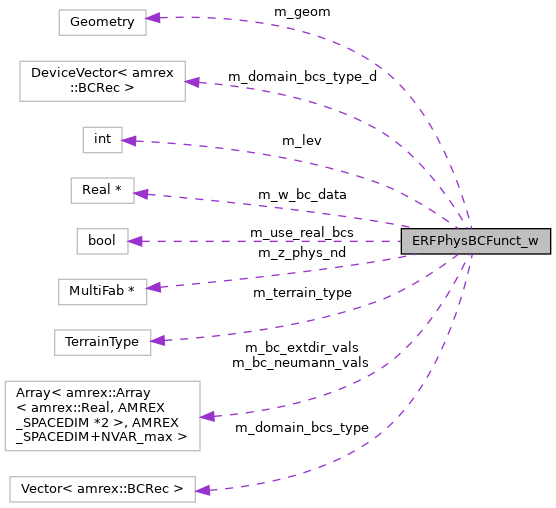 m_geom
Geometry
DeviceVector< amrex
::BCRec >
m_domain_bcs_type_d
int
m_lev
Real *
m_w_bc_data
bool
m_use_real_bcs
ERFPhysBCFunct_w
m_z_phys_nd
MultiFab *
m_terrain_type
TerrainType
m_bc_extdir_vals
m_bc_neumann_vals
Array< amrex::Array
< amrex::Real, AMREX
_SPACEDIM *2 >, AMREX
_SPACEDIM+NVAR_max >
m_domain_bcs_type
Vector< amrex::BCRec >